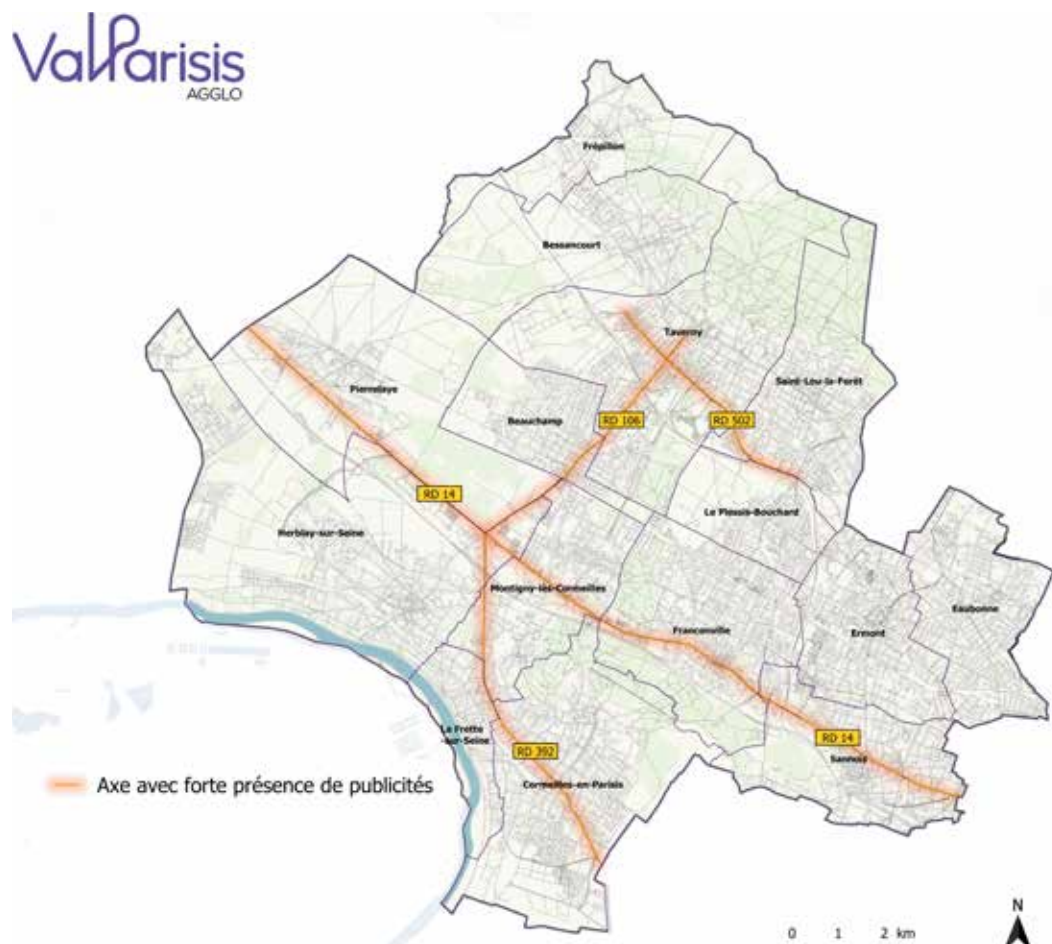 ValParisis
AGGLO
Frépillon
Bessancourt
Taverny
Pierrelaye
Saint-Leu-la-Forêt
Beauchamp
RD 106
RD 502
RD 14
Le Plessis-Bouchard
Herblay-sur-Seine
Montigny-lès-Cormeilles
Eaubonne
Franconville
Ermont
La Frette
-sur-Seine
RD 392
RD 14
Sannois
Cormeilles-en-Parisis
Axe avec forte présence de publicités
N
0 1 2 km